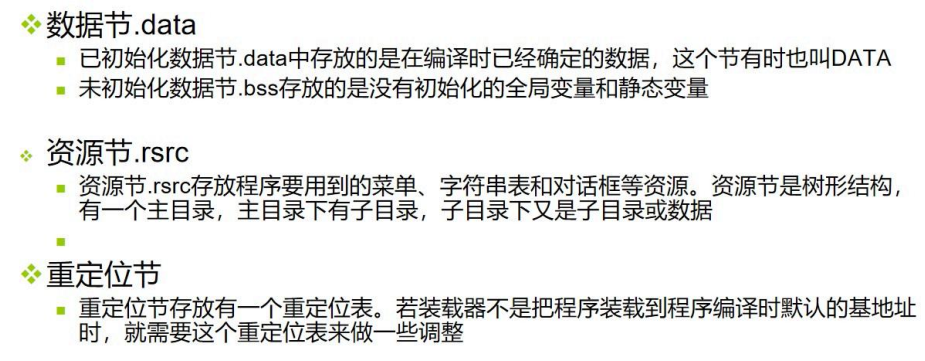 数据节.data
已初始化数据节.data中存放的是在编译时已经确定的数据，这个节有时也叫DATA
未初始化数据节.bss存放的是没有初始化的全局变量和静态变量
资源节.rsrc
资源节.rsrc存放程序要用到的菜单、字符串表和对话框等资源。资源节是树形结构，
有一个主目录，主目录下有子目录，子目录下又是子目录或数据
重定位节
重定位节存放有一个重定位表。若装载器不是把程序装载到程序编译时默认的基地址
时，就需要这个重定位表来做一些调整